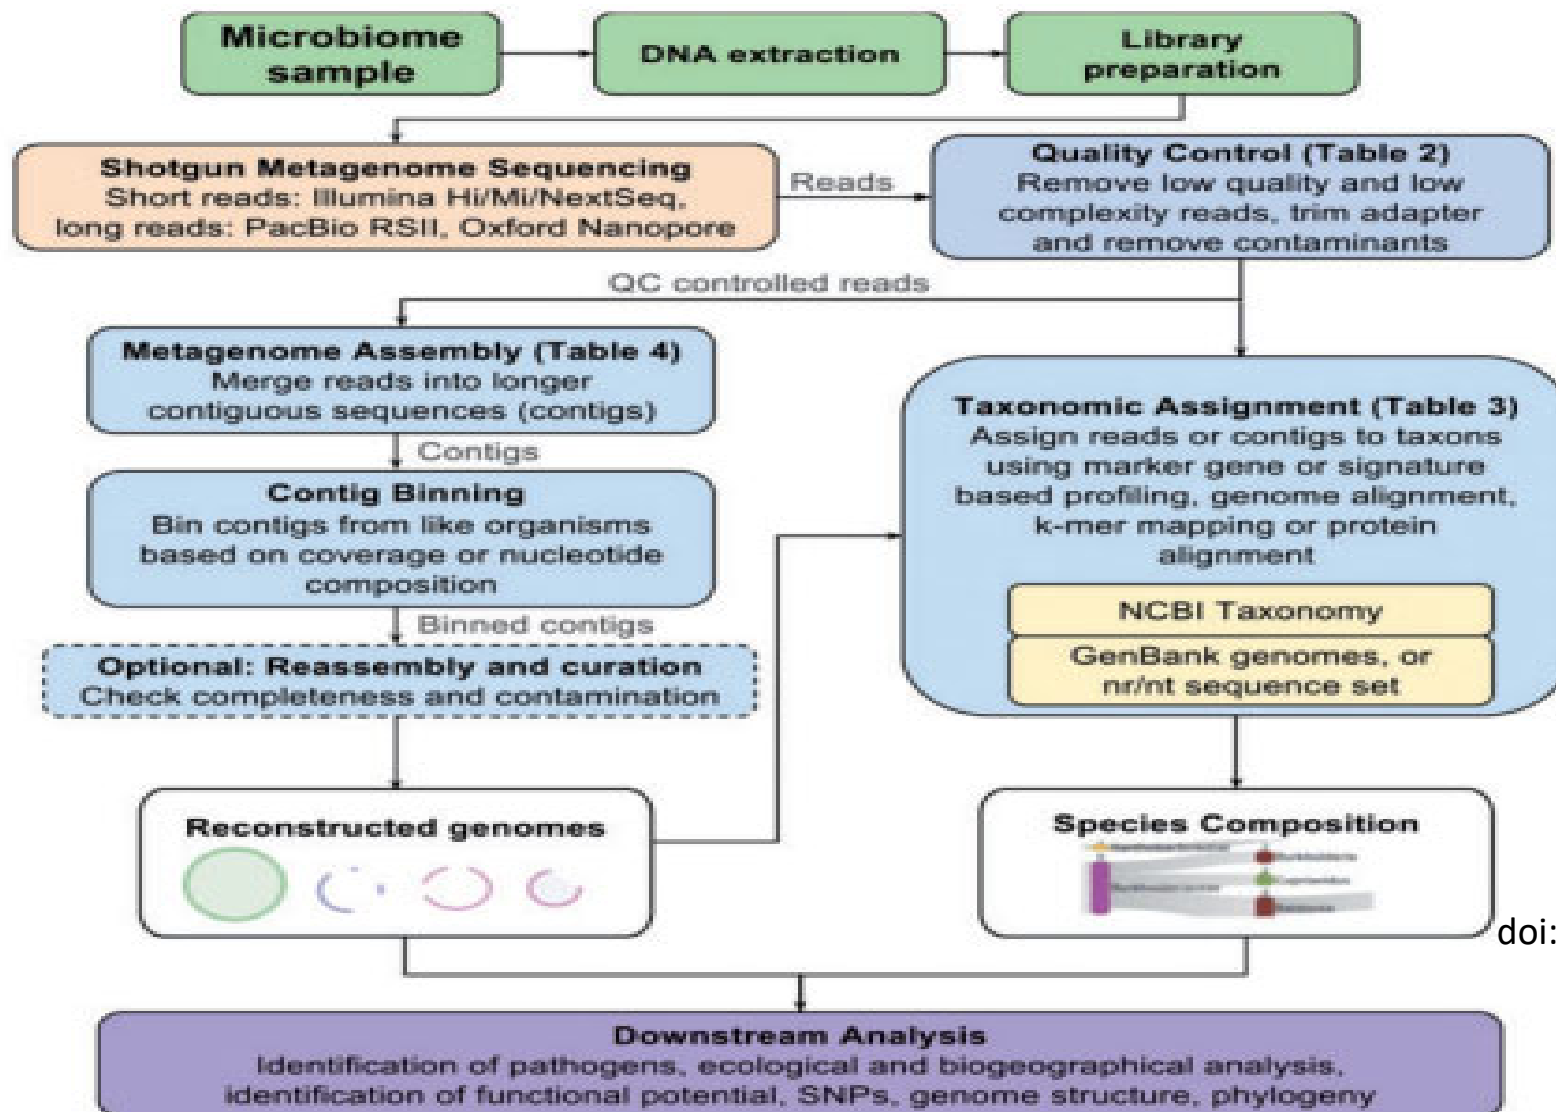 Microbiome
sample
DNA extraction
Library
preparation
Shotgun Metagenome Sequencing
Short reads: Illumina Hi/Mi/NextSeq,
long reads: PacBio RSII, Oxford Nanopore
Reads
Quality Control (Table 2)
Remove low quality and low
complexity reads, trim adapter
and remove contaminants
QC controlled reads
Metagenome Assembly (Table 4)
Merge reads into longer
contiguous sequences (contigs)
Contigs
Contig Binning
Bin contigs from like organisms
based on coverage or nucleotide
composition
Binned contigs
Optional: Reassembly and curation
Check completeness and contamination
Taxonomic Assignment (Table 3)
Assign reads or contigs to taxons
using marker gene or signature
based profiling, genome alignment,
k-mer mapping or protein
alignment
NCBI Taxonomy
GenBank genomes, or
nr/nt sequence set
Reconstructed genomes
Species Composition
doi:
Downstream Analysis
Identification of pathogens, ecological and biogeographical analysis,
identification of functional potential, SNPs, genome structure, phylogeny